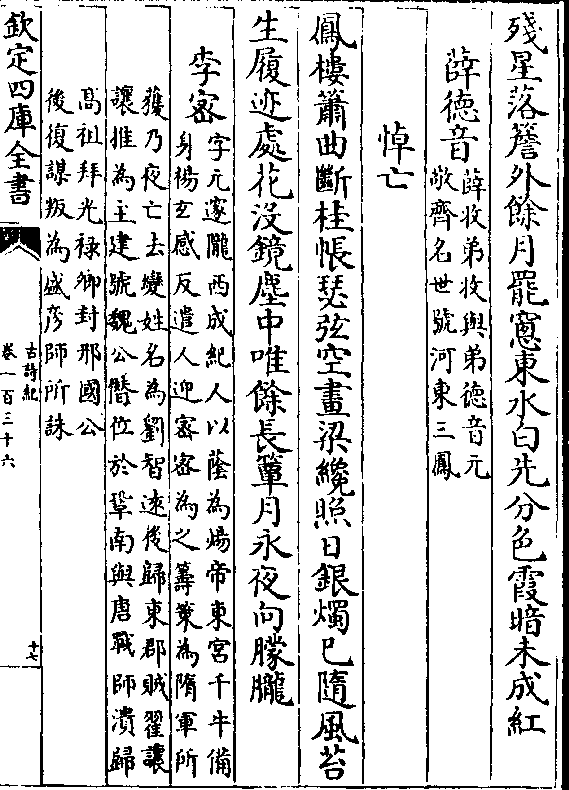 殘星落簷外餘月罷窻東水白先分色霞暗未成紅
薛德音薛收弟收與弟德音元
敬齊名世號河東三鳳
悼亡
鳳樓簫曲斷桂帳瑟弦空畫梁纔照日銀燭已隨風苔
生履迹處花没鏡塵中唯餘長簟月永夜向朦朧
李密字元邃隴西成紀人以蔭為煬帝東宫千牛備
身楊玄感反遣人迎密密為之籌䇿為隋軍所
獲乃夜亡去變姓名為劉智逺後歸東郡賊翟讓
讓推為主建號魏公僭位於鞏南與唐戰師潰歸
高祖拜光禄卿封邢國公
後復謀叛為盛彦師所誅
欽定四庫全書
古詩紀
卷一百三十六
十七